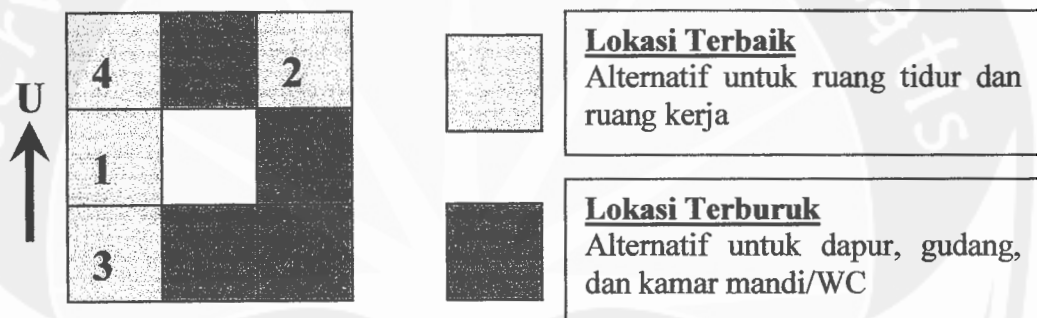 4
2
U
1
3
Lokasi Terbaik
Alternatif untuk ruang tidur dan
ruang kerja
Lokasi Terburuk
Alternatif untuk dapur, gudang,
dan kamar mandi/WC